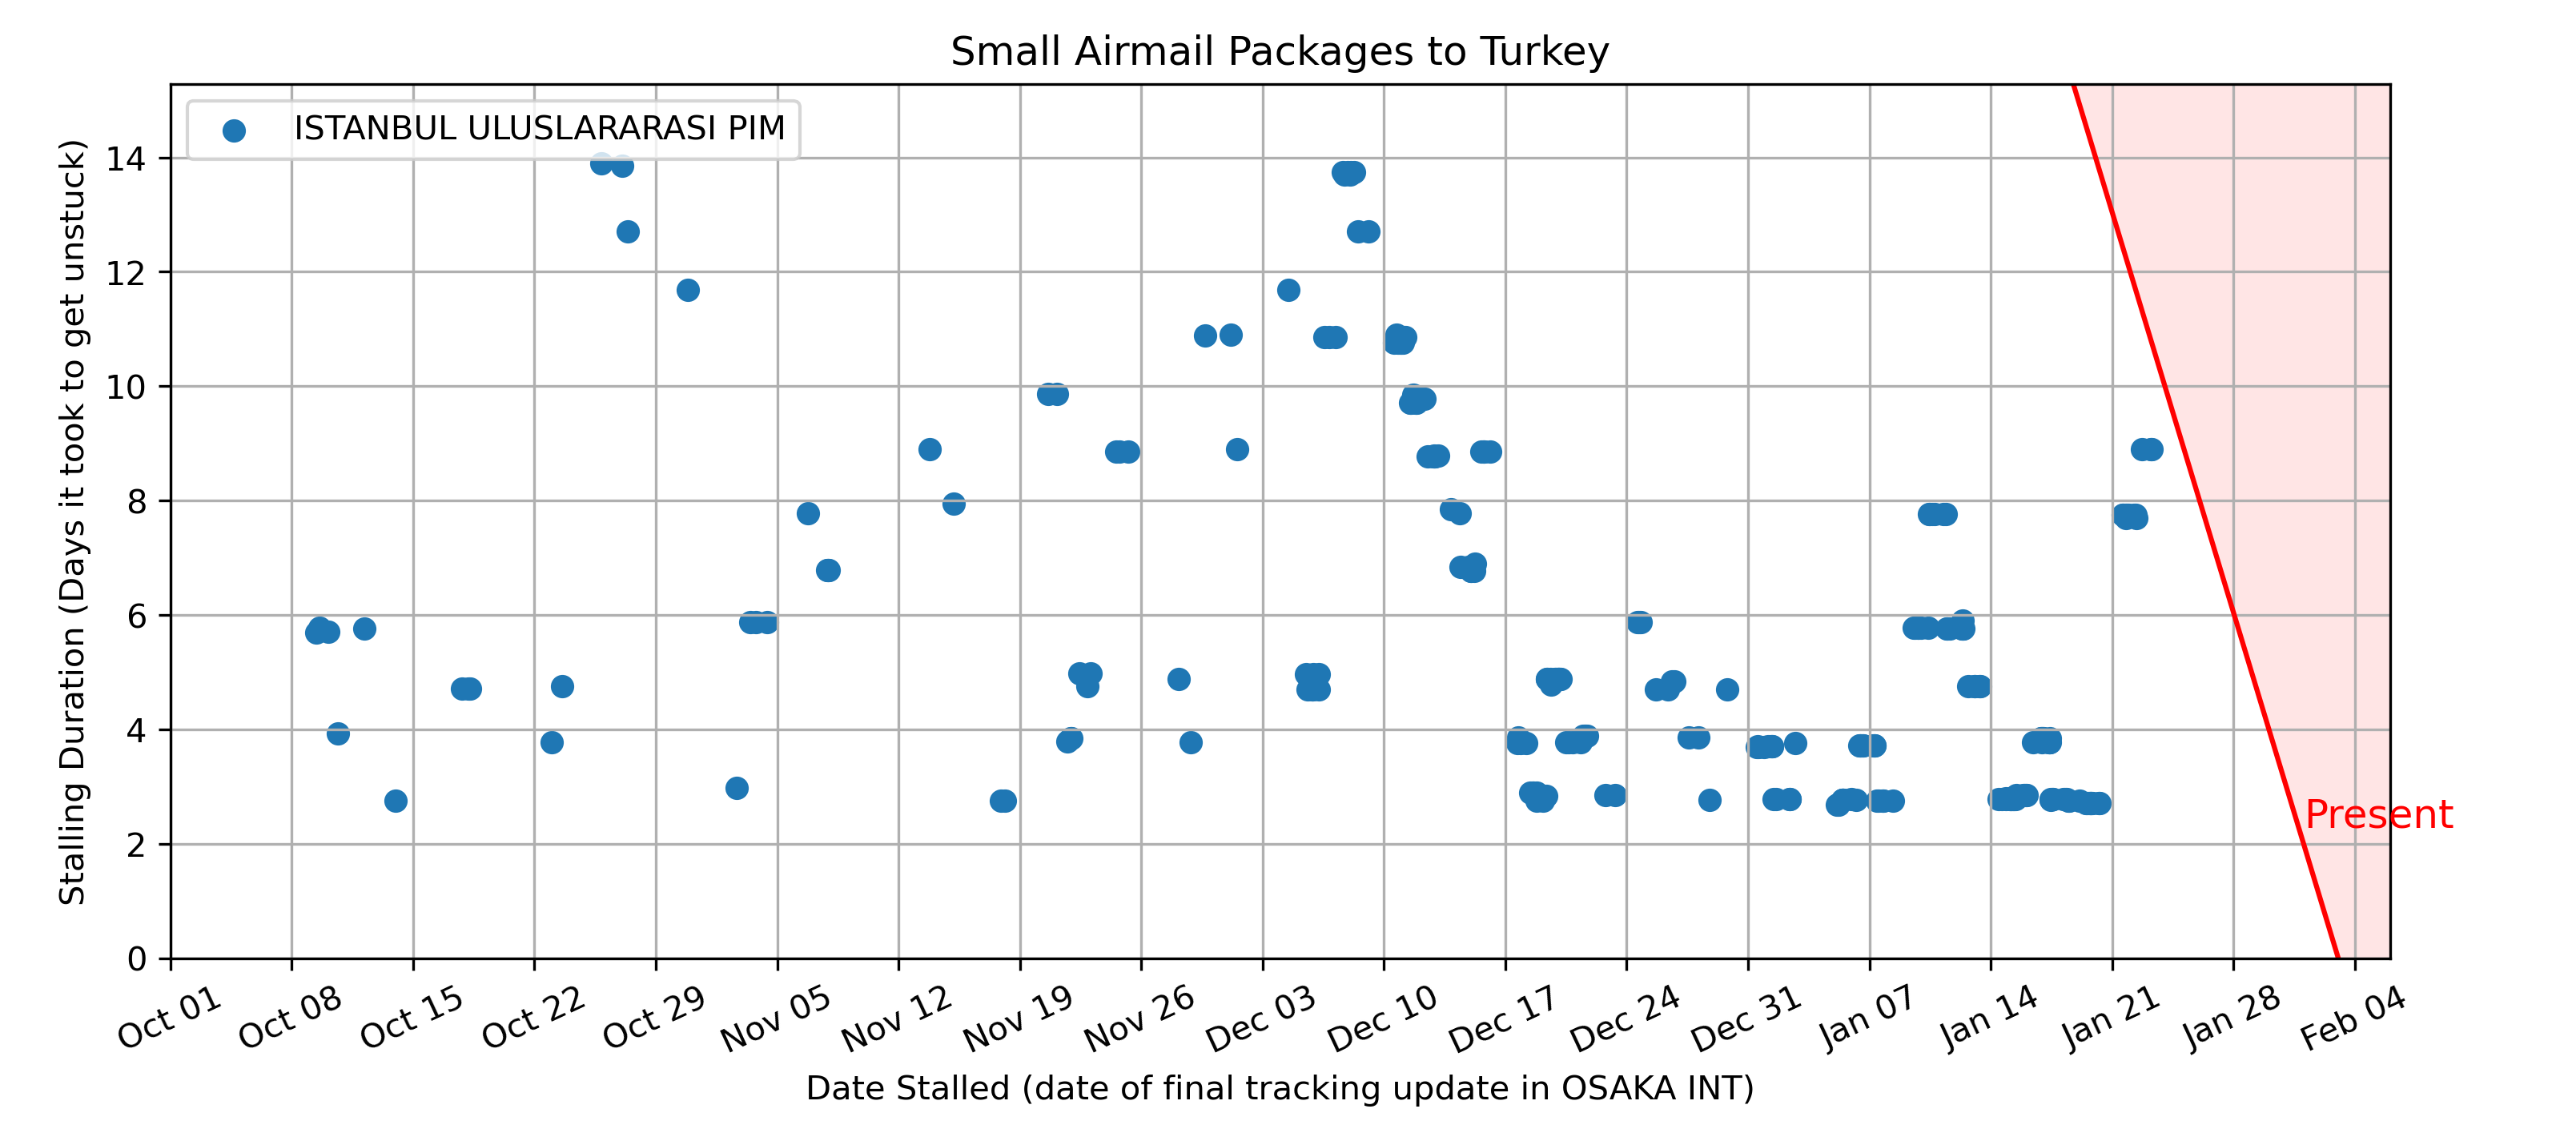 Small Airmail Packages to Turkey
ISTANBUL ULUSLARARASI PIM
Stalling Duration (Days it took to get unstuck)
14
12
10
8
6
4
2
0
Present
Oct 01
Oct 08
Oct 15
Oct 22
Oct 29
Nov 05
Nov 12
Nov 19
Nov 26
Dec 03
Dec 10
Dec 17
Dec 24
Dec 31
Jan 07
Jan 14
Jan 21
Jan 28
Feb 04
Date Stalled (date of final tracking update in OSAKA INT)